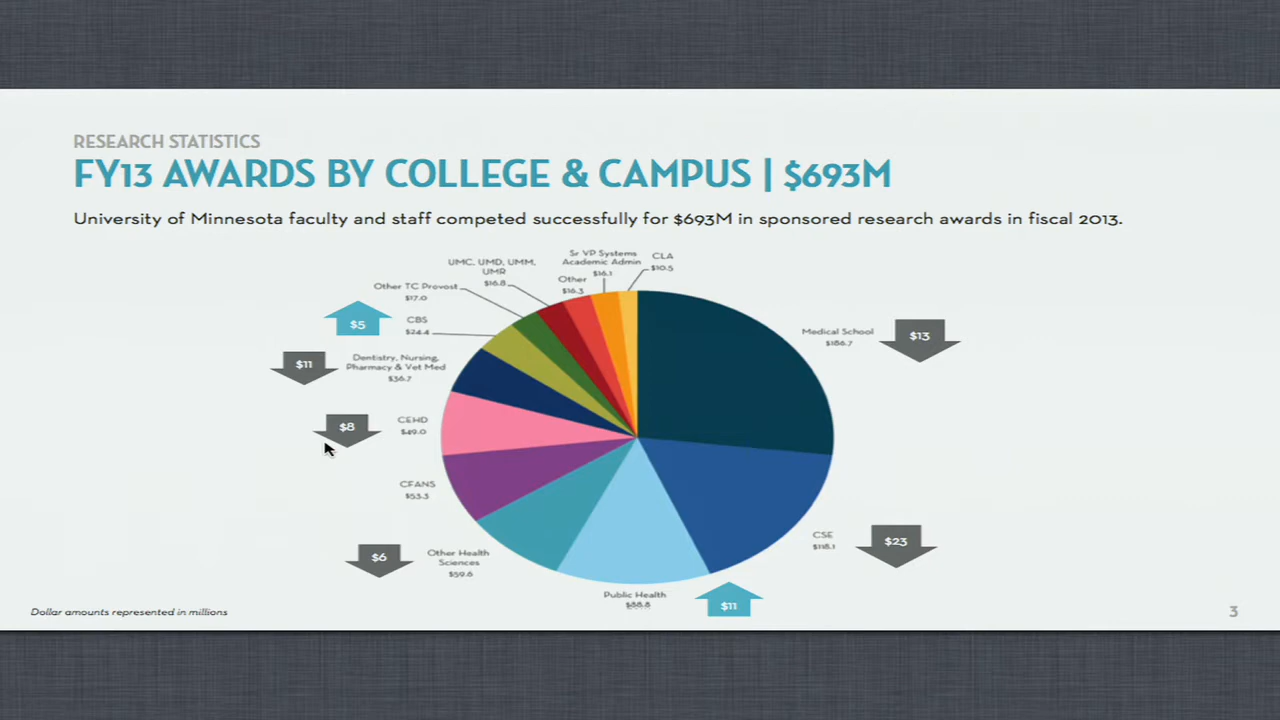 RESEARCH STATISTICS
FY13 AWARDS BY COLLEGE & CAMPUS | $693M
University of Minnesota faculty and staff competed successfully for $693M in sponsored research awards in fiscal 2013.
Sr VP Systems
Academic Admin
$16.1
CLA
$10.5
UMC, UMD, UMM,
UMR
$16.8
Other
$16.3
Other TC Provost
$17.0
$5
CBS
$24.4
Medical School
$186.7
$13
$11
Dentistry, Nursing,
Pharmacy & Vet Med
$36.7
$8
CEHD
$49.0
CFANS
$53.3
CSE
$118.1
$23
$6
Other Health
Sciences
$59.6
Public Health
$88.8
$11
Dollar amounts represented in millions
3